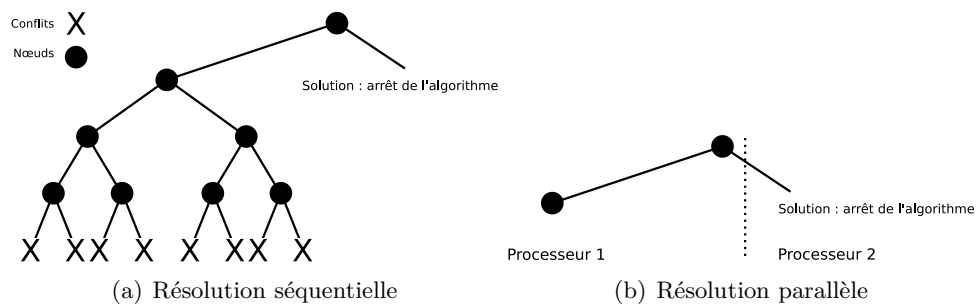 Conflits X
Nœuds
Solution : arrêt de l'algorithme
X X X X X X X X
(a) Résolution séquentielle
Solution : arrêt de l'algorithme
Processeur 1 Processeur 2
(b) Résolution parallèle